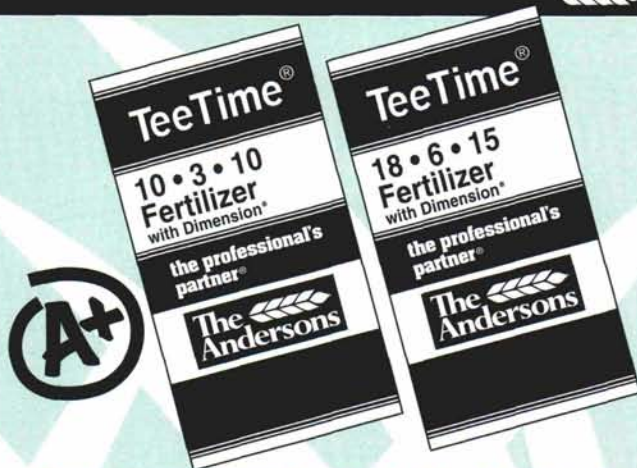 TeeTime®
10 • 3 • 10
Fertilizer
with Dimension®
the professional's
partner®
The
Andersons
TeeTime®
18 • 6 • 15
Fertilizer
with Dimension®
the professional's
partner®
The
Andersons
A+